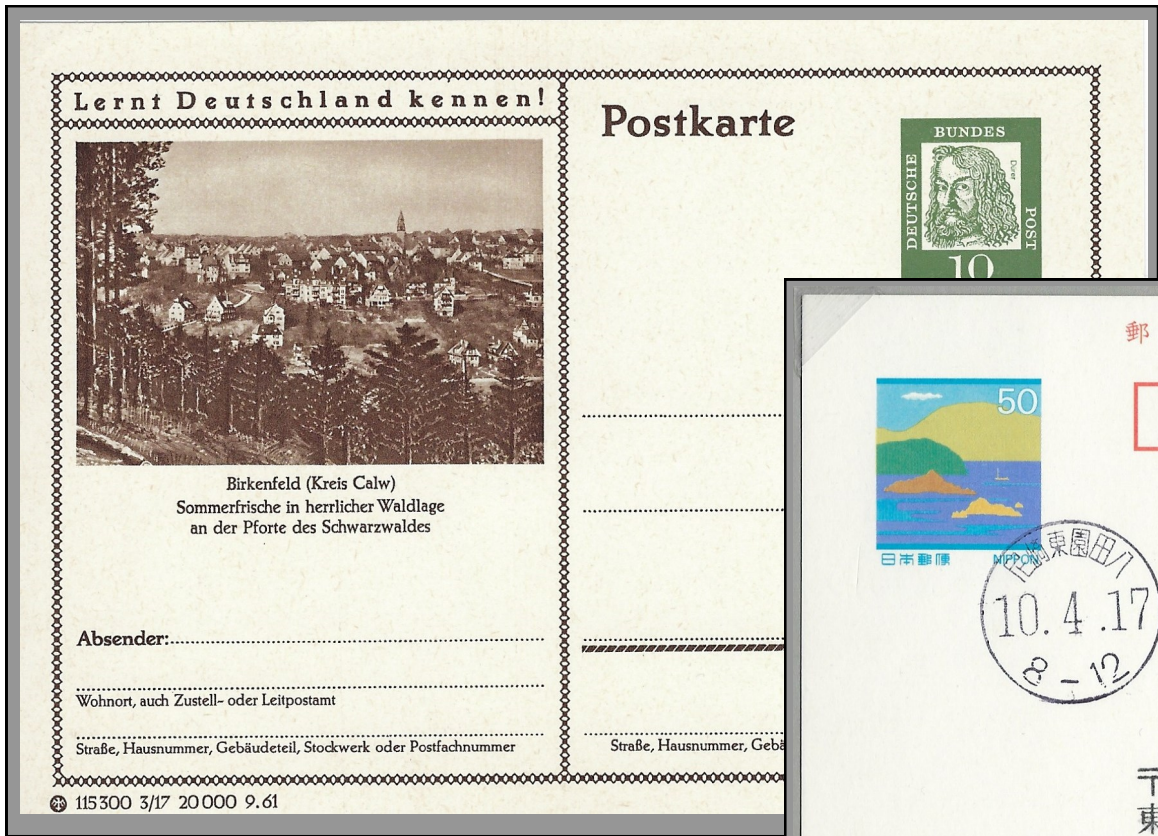 Lernt Deutschland kennen!
Postkarte
DEUTSCHE
BUNDES
POST
Dürer
10
Birkenfeld (Kreis Calw)
Sommerfrische in herrlicher Waldlage
an der Pforte des Schwarzwaldes
Absender:
Wohnort, auch Zustell- oder Leitpostamt
Straße, Hausnummer, Gebäudeteil, Stockwerk oder Postfachnummer
Straße, Hausnummer, Gebä
115300 3/17 20000 9.61
郵
50
日本郵便
NIPPON
東園田八
10.4.17
8-12
〒
東